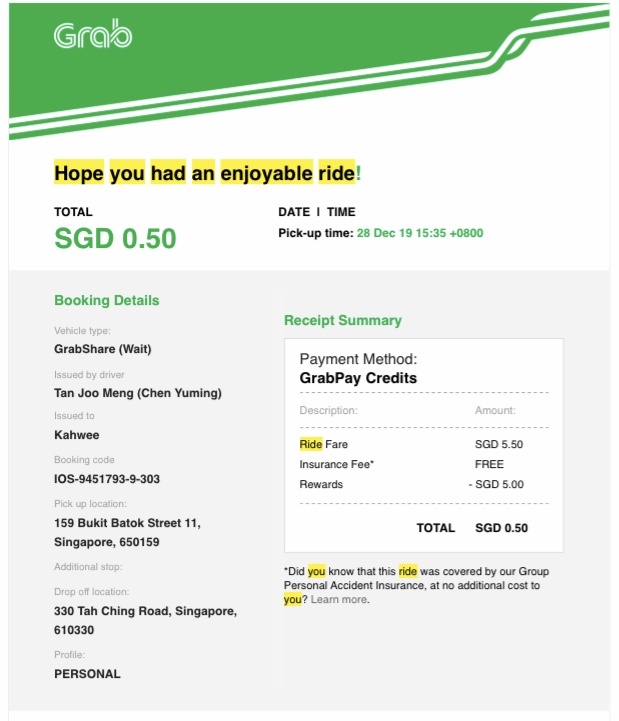 Grab
Hope you had an enjoyable ride!
TOTAL
SGD 0.50
DATE | TIME
Pick-up time: 28 Dec 19 15:35 +0800
Booking Details
Vehicle type:
GrabShare (Wait)
Issued by driver
Tan Joo Meng (Chen Yuming)
Issued to
Kahwee
Booking code
IOS-9451793-9-303
Pick up location:
159 Bukit Batok Street 11,
Singapore, 650159
Additional stop:
Drop off location:
330 Tah Ching Road, Singapore,
610330
Profile:
PERSONAL
Receipt Summary
Payment Method:
GrabPay Credits
Description: Amount:
Ride Fare SGD 5.50
Insurance Fee* FREE
Rewards - SGD 5.00
TOTAL SGD 0.50
*Did you know that this ride was covered by our Group
Personal Accident Insurance, at no additional cost to
you? Learn more.